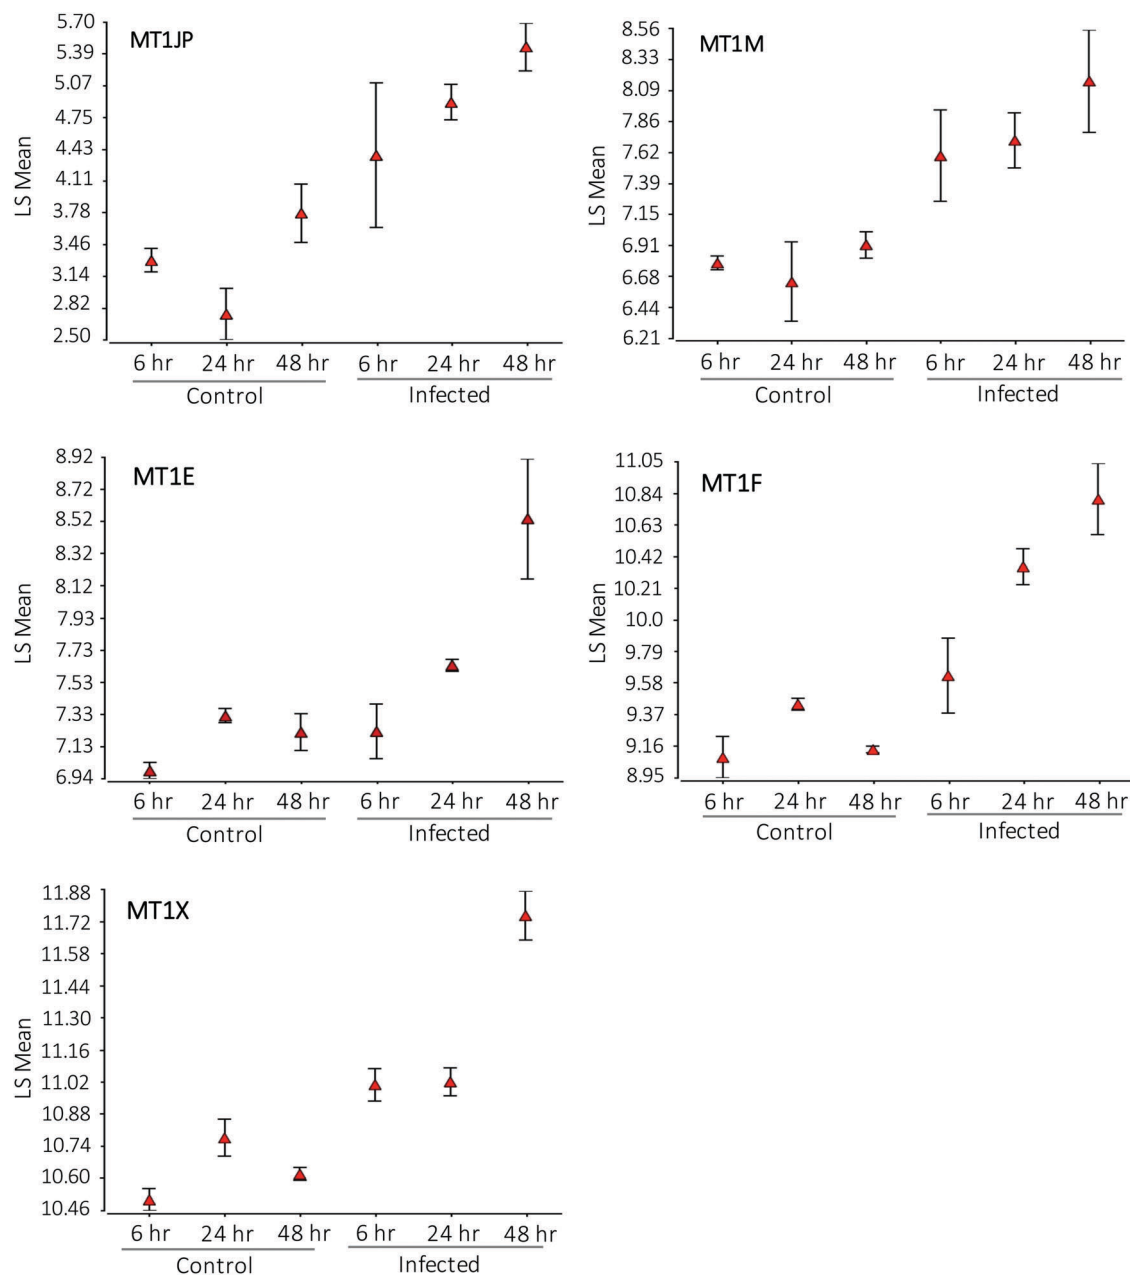 MT1JP
LS Mean
5.70
5.39
5.07
4.75
4.43
4.11
3.78
3.46
3.14
2.82
2.50
6 hr 24 hr 48 hr 6 hr 24 hr 48 hr
Control Infected
MT1M
LS Mean
8.56
8.33
8.09
7.86
7.62
7.39
7.15
6.91
6.68
6.44
6.21
6 hr 24 hr 48 hr 6 hr 24 hr 48 hr
Control Infected
MT1E
LS Mean
8.92
8.72
8.52
8.32
8.12
7.93
7.73
7.53
7.33
7.13
6.94
6 hr 24 hr 48 hr 6 hr 24 hr 48 hr
Control Infected
MT1F
LS Mean
11.05
10.84
10.63
10.42
10.21
10.0
9.79
9.58
9.37
9.16
8.95
6 hr 24 hr 48 hr 6 hr 24 hr 48 hr
Control Infected
MT1X
LS Mean
11.88
11.72
11.58
11.44
11.30
11.16
11.02
10.88
10.74
10.60
10.46
6 hr 24 hr 48 hr 6 hr 24 hr 48 hr
Control Infected